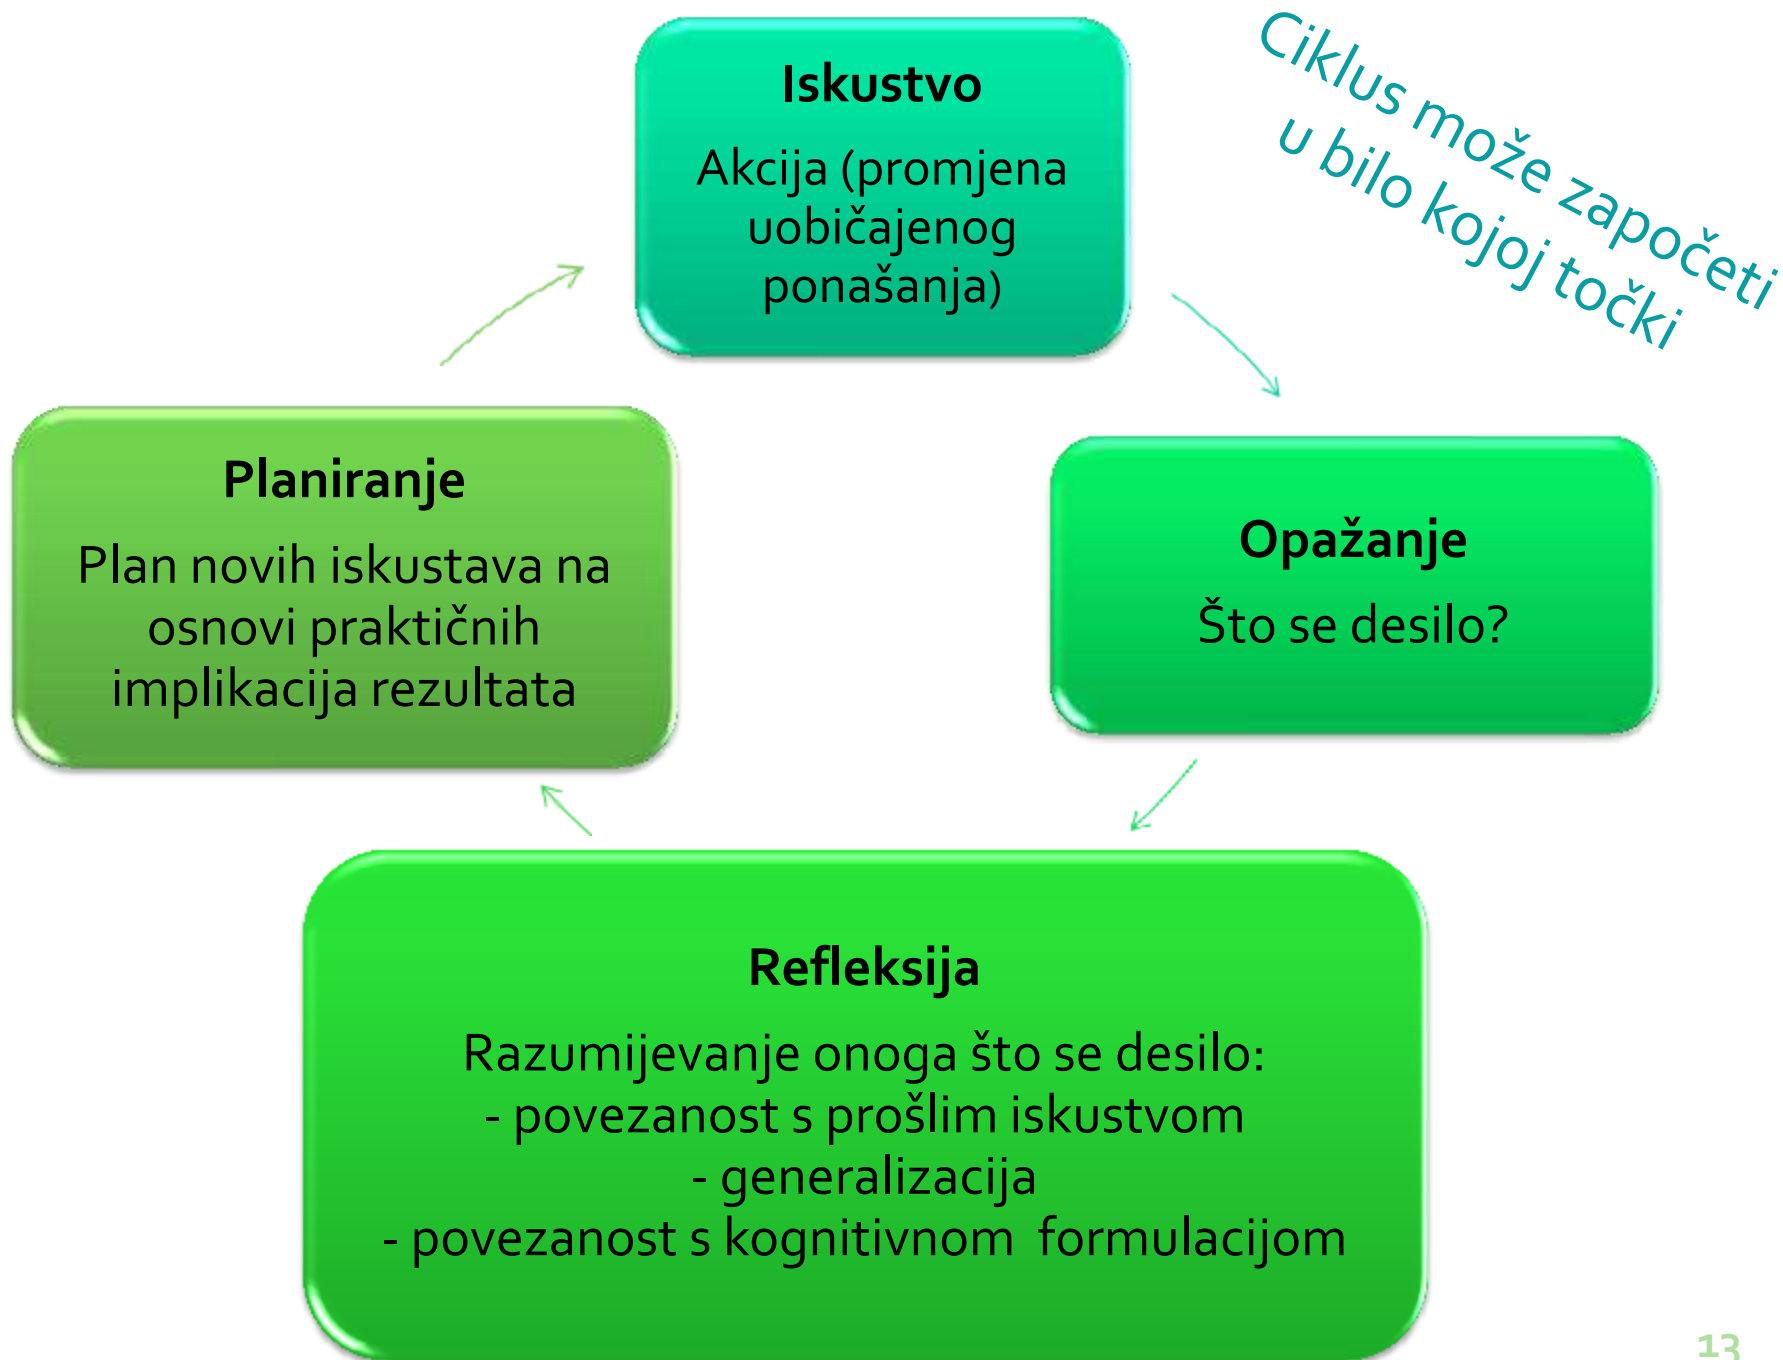 Iskustvo
Akcija (promjena
uobičajenog
ponašanja)
Ciklus može započeti
u bilo kojoj točki
Planiranje
Plan novih iskustava na
osnovi praktičnih
implikacija rezultata
Opažanje
Što se desilo?
Refleksija
Razumijevanje onoga što se desilo:
- povezanost s prošlim iskustvom
- generalizacija
- povezanost s kognitivnom formulacijom
13